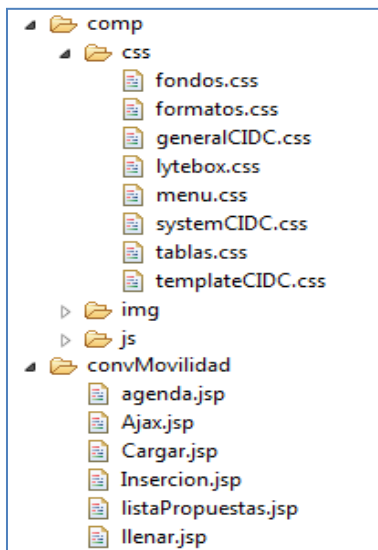 comp
css
fondos.css
formatos.css
generalCIDC.css
lytebox.css
menu.css
systemCIDC.css
tablas.css
templateCIDC.css
img
js
convMovilidad
agenda.jsp
Ajax.jsp
Cargar.jsp
Insercion.jsp
listaPropuestas.jsp
llenar.jsp